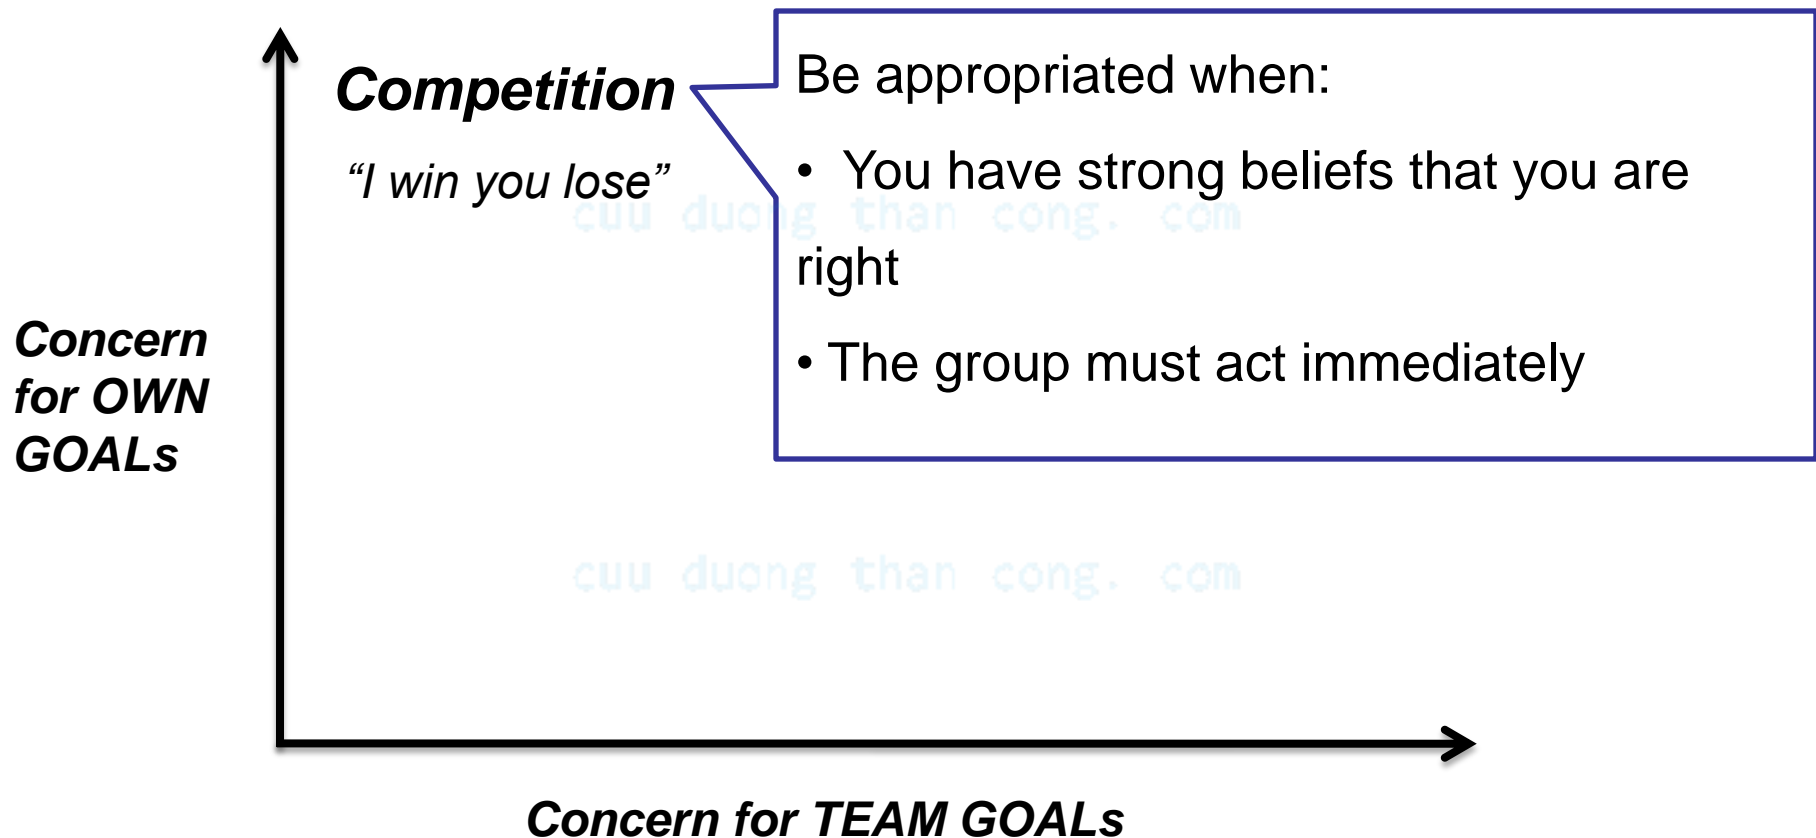 Competition
“I win you lose”
Be appropriated when:
• You have strong beliefs that you are
right
• The group must act immediately
cuu duong than cong. com
Concern
for OWN
GOALs
cuu duong than cong. com
Concern for TEAM GOALs